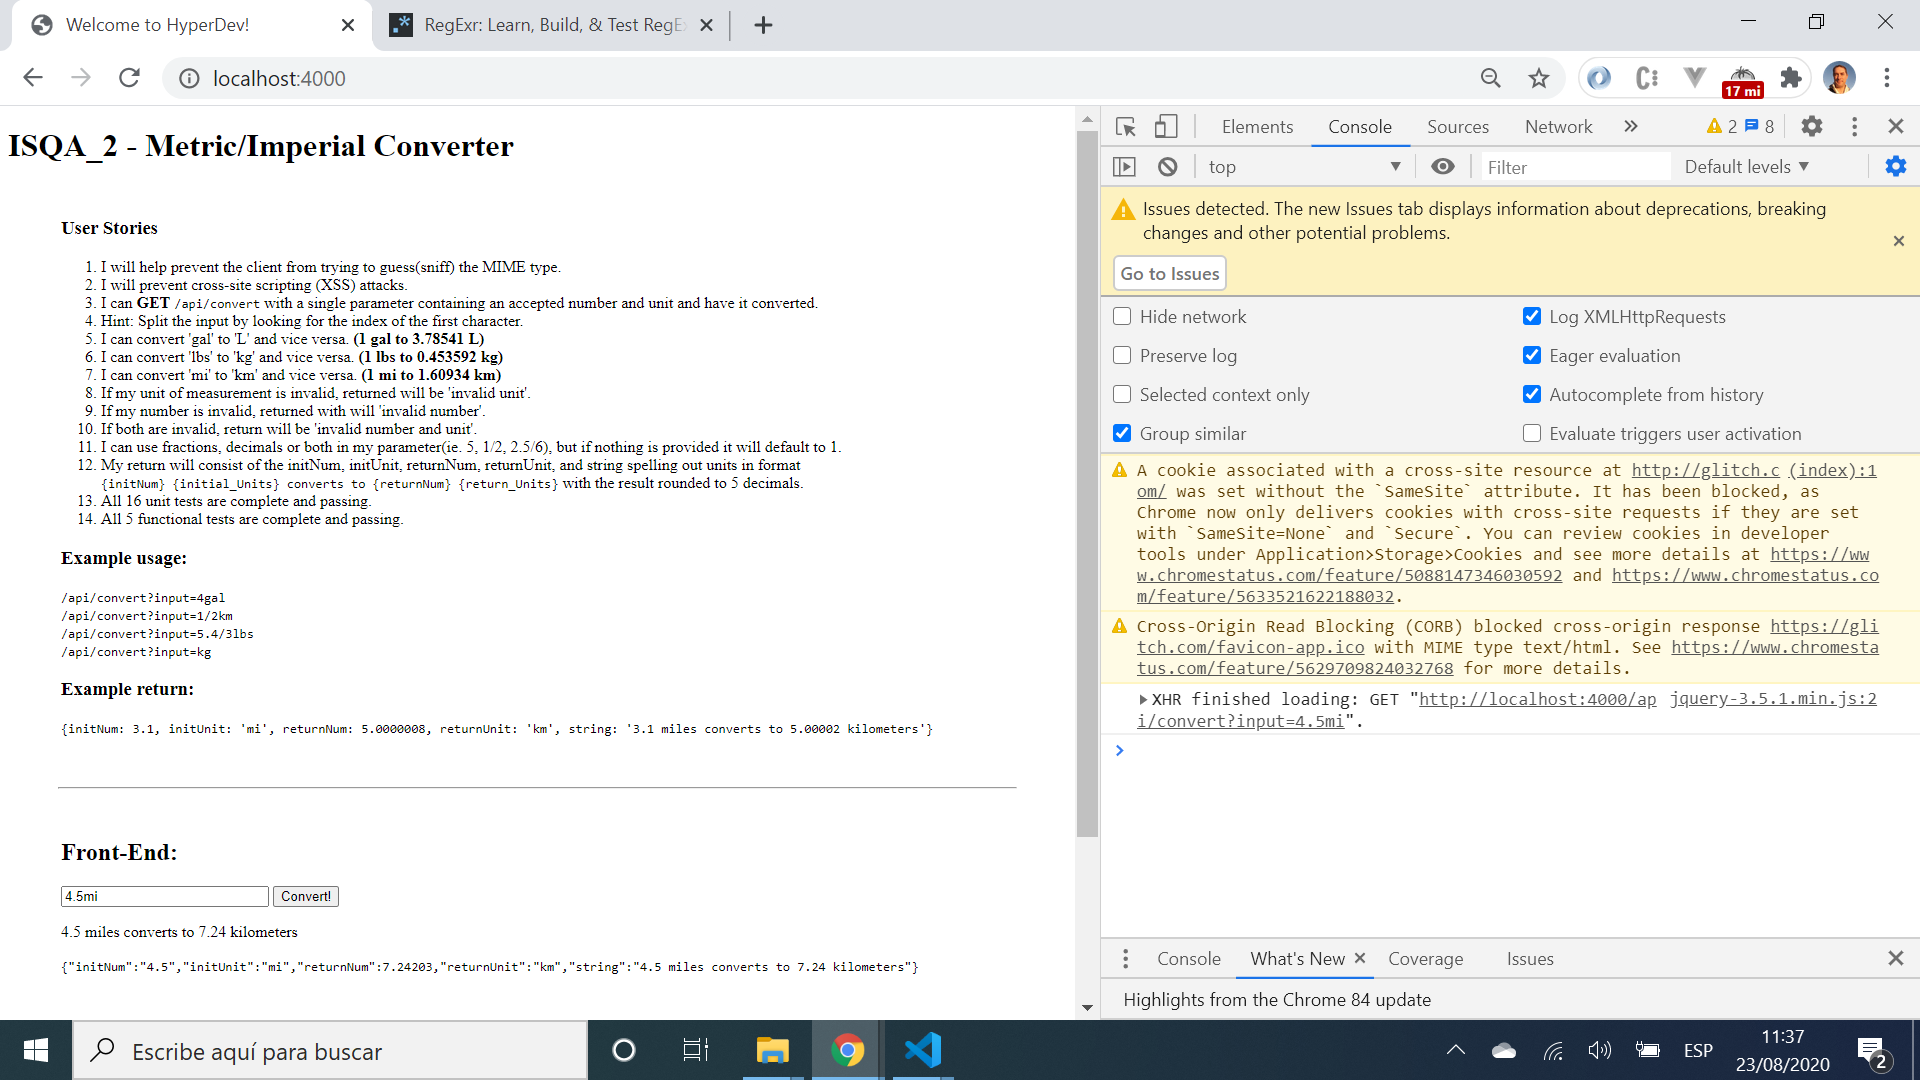 Welcome to HyperDev!
RegExr: Learn, Build, & Test RegEx
localhost:4000
17 mi
ISQA_2 - Metric/Imperial Converter
User Stories
1. I will help prevent the client from trying to guess(sniff) the MIME type.
2. I will prevent cross-site scripting (XSS) attacks.
3. I can GET /api/convert with a single parameter containing an accepted number and unit and have it converted.
4. Hint: Split the input by looking for the index of the first character.
5. I can convert 'gal' to 'L' and vice versa. (1 gal to 3.78541 L)
6. I can convert 'lbs' to 'kg' and vice versa. (1 lbs to 0.453592 kg)
7. I can convert 'mi' to 'km' and vice versa. (1 mi to 1.60934 km)
8. If my unit of measurement is invalid, returned will be 'invalid unit'.
9. If my number is invalid, returned with will 'invalid number'.
10. If both are invalid, return will be 'invalid number and unit'.
11. I can use fractions, decimals or both in my parameter(ie. 5, 1/2, 2.5/6), but if nothing is provided it will default to 1.
12. My return will consist of the initNum, initUnit, returnNum, returnUnit, and string spelling out units in format
{initNum} {initial_Units} converts to {returnNum} {return_Units} with the result rounded to 5 decimals.
13. All 16 unit tests are complete and passing.
14. All 5 functional tests are complete and passing.
Example usage:
/api/convert?input=4gal
/api/convert?input=1/2km
/api/convert?input=5.4/3lbs
/api/convert?input=kg
Example return:
{initNum: 3.1, initUnit: 'mi', returnNum: 5.0000008, returnUnit: 'km', string: '3.1 miles converts to 5.00002 kilometers'}
Front-End:
4.5mi Convert!
4.5 miles converts to 7.24 kilometers
{"initNum":"4.5","initUnit":"mi","returnNum":7.24203,"returnUnit":"km","string":"4.5 miles converts to 7.24 kilometers"}
Elements Console Sources Network 2 8
top Filter Default levels
Issues detected. The new Issues tab displays information about deprecations, breaking
changes and other potential problems.
Go to Issues
Hide network Log XMLHttpRequests
Preserve log Eager evaluation
Selected context only Autocomplete from history
Group similar Evaluate triggers user activation
A cookie associated with a cross-site resource at http://glitch.c (index):1
om/ was set without the `SameSite` attribute. It has been blocked, as
Chrome now only delivers cookies with cross-site requests if they are set
with `SameSite=None` and `Secure`. You can review cookies in developer
tools under Application>Storage>Cookies and see more details at https://ww
w.chromestatus.com/feature/5088147346030592 and https://www.chromestatus.co
m/feature/5633521622188032.
Cross-Origin Read Blocking (CORB) blocked cross-origin response https://gli
tch.com/favicon-app.ico with MIME type text/html. See https://www.chromesta
tus.com/feature/5629709824032768 for more details.
XHR finished loading: GET "http://localhost:4000/ap jquery-3.5.1.min.js:2
i/convert?input=4.5mi".
Console What's New Coverage Issues
Highlights from the Chrome 84 update
Escribe aquí para buscar
ESP
11:37
23/08/2020
2